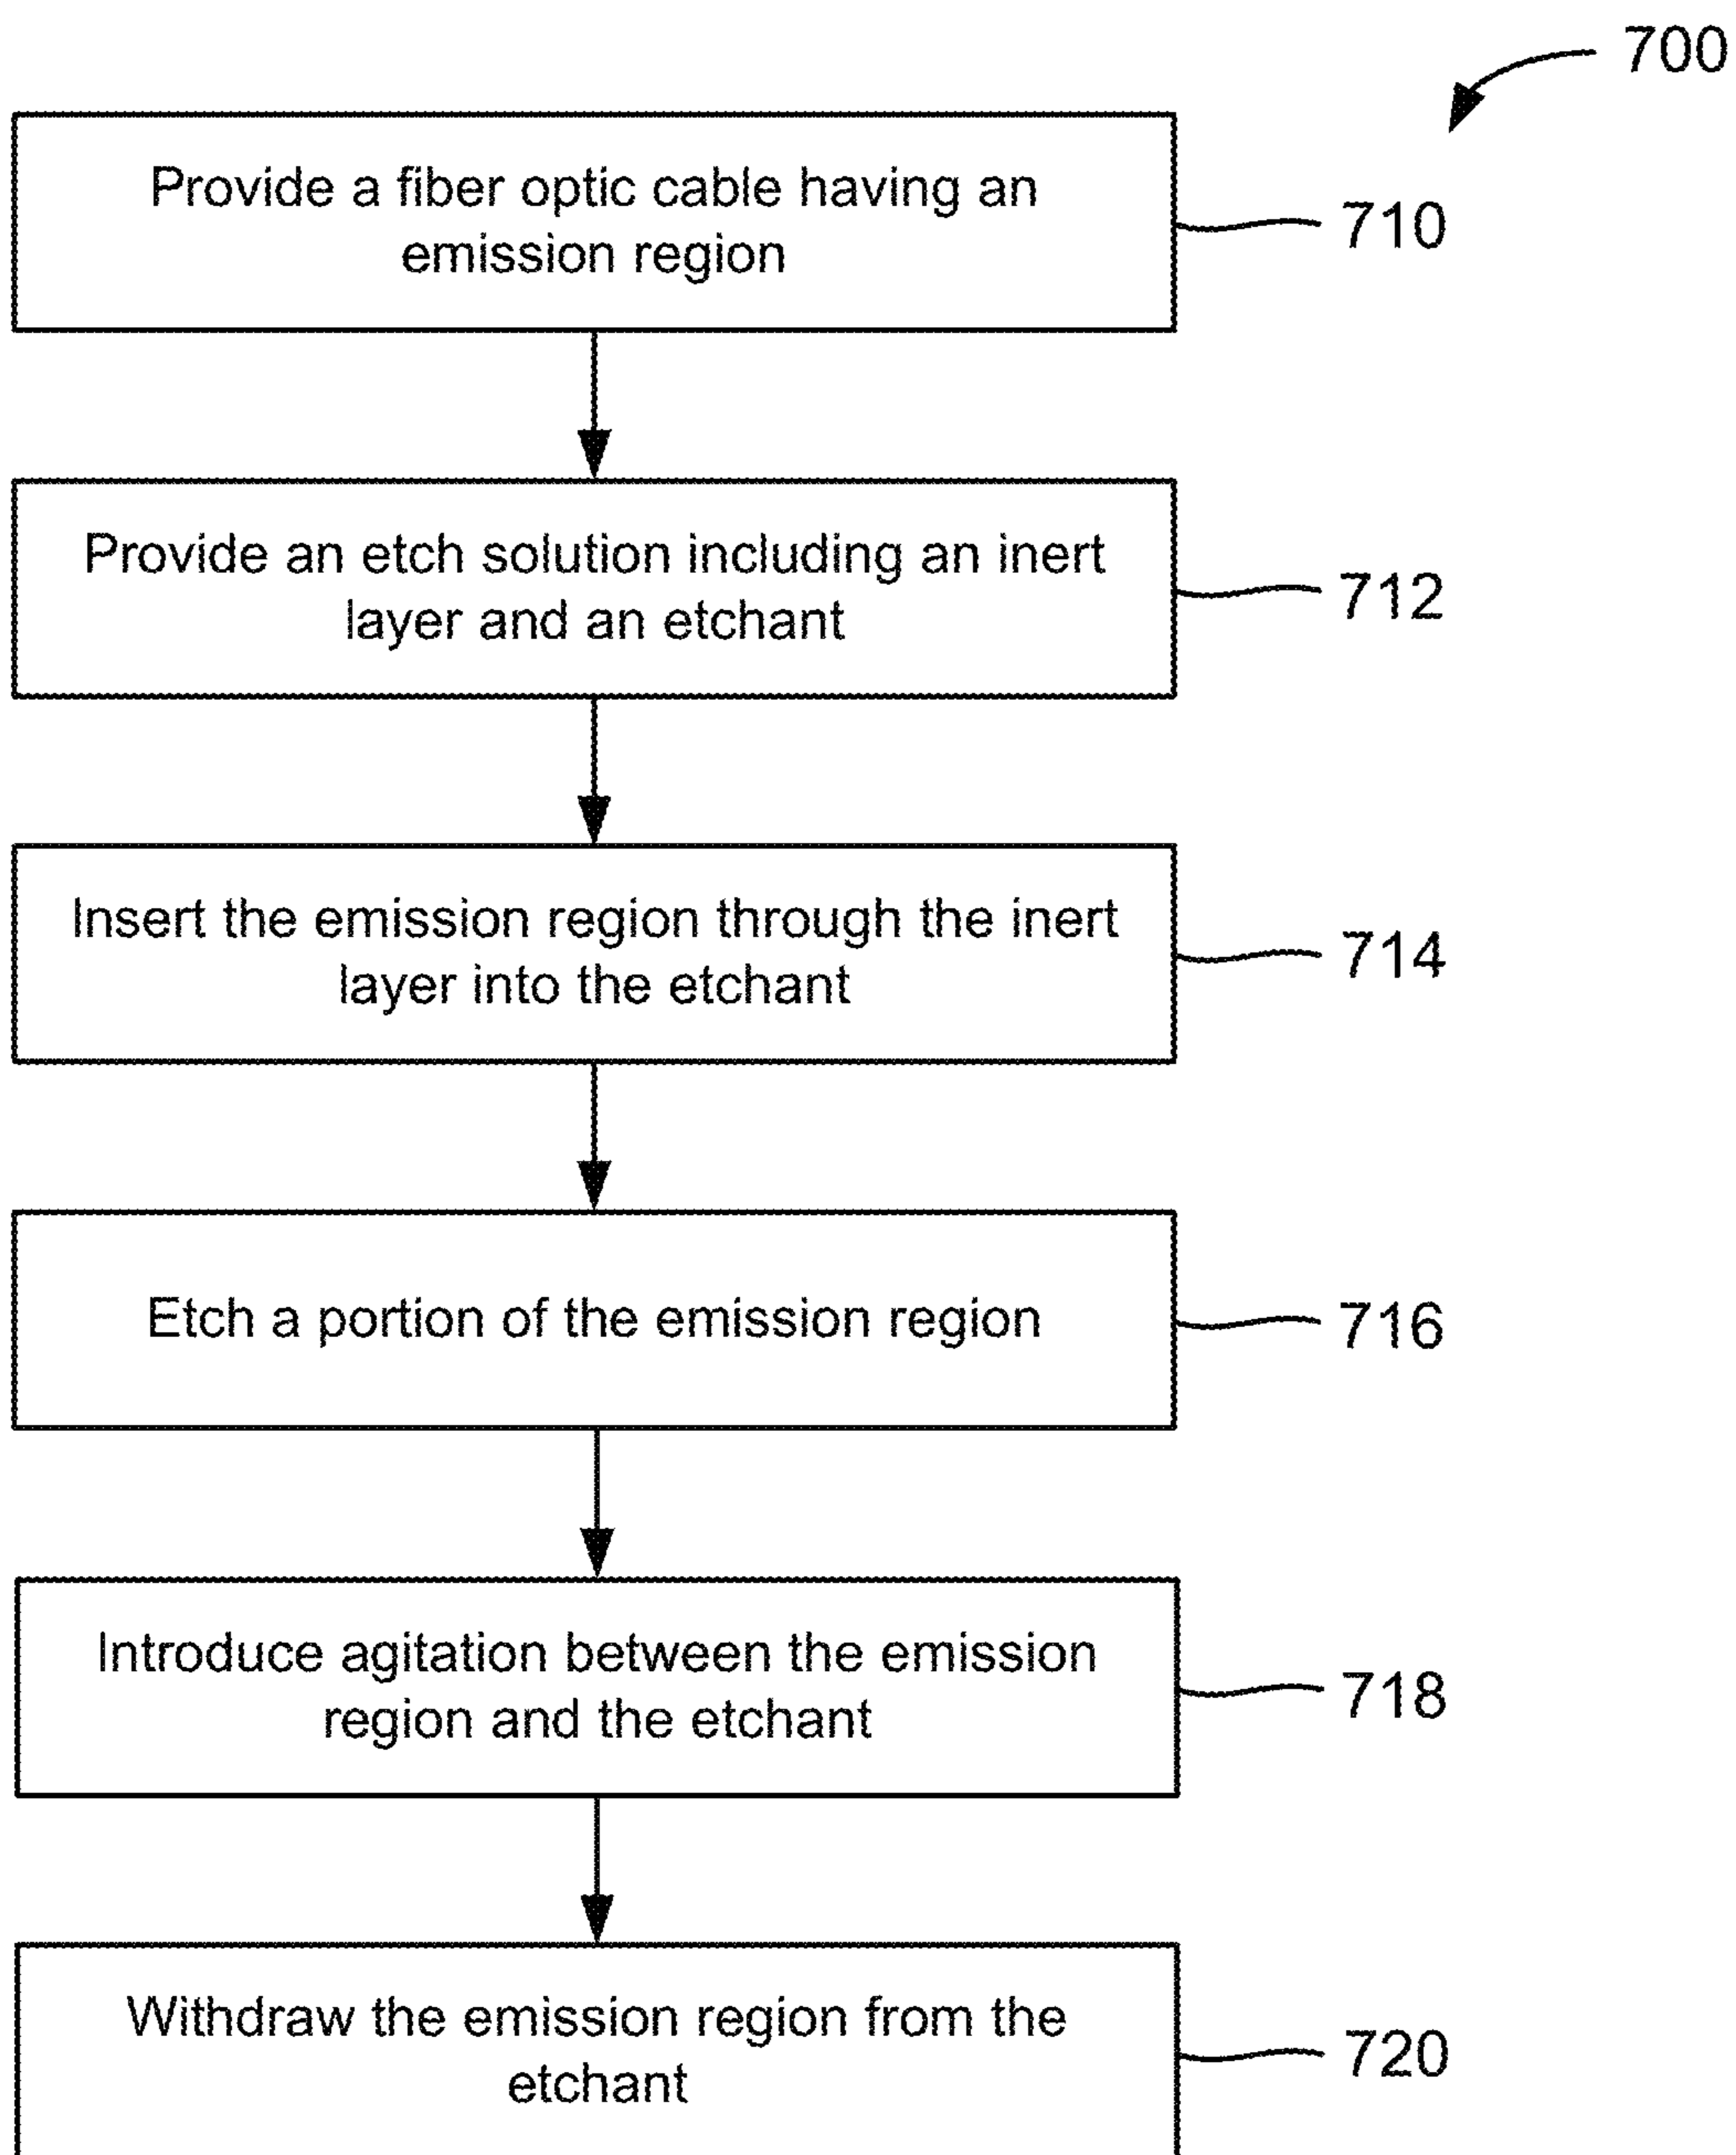 700
Provide a fiber optic cable having an
emission region
710
Provide an etch solution including an inert
layer and an etchant
712
Insert the emission region through the inert
layer into the etchant
714
Etch a portion of the emission region
716
Introduce agitation between the emission
region and the etchant
718
Withdraw the emission region from the
etchant
720